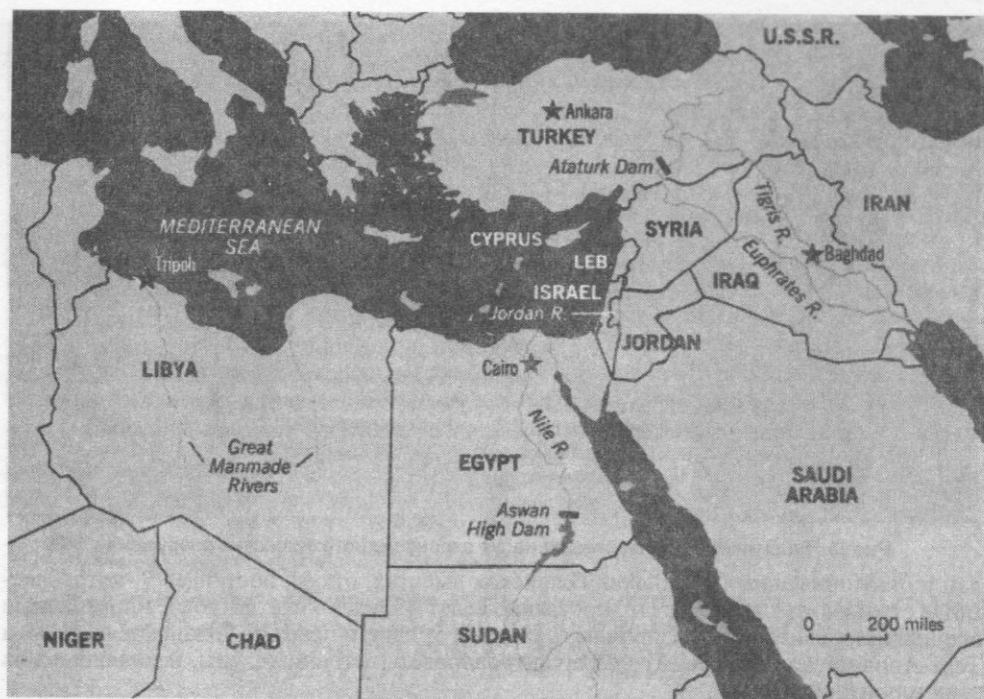 U.S.S.R.
Ankara
TURKEY
Ataturk Dam
Tigris R.
IRAN
MEDITERRANEAN
SEA
CYPRUS
SYRIA
Baghdad
Tripoli
LEB
Euphrates R.
IRAQ
ISRAEL
Jordan R.
JORDAN
Cairo
LIBYA
Nile R.
Great
Manmade
Rivers
EGYPT
SAUDI
ARABIA
Aswan
High Dam
NIGER
CHAD
SUDAN
0 200 miles